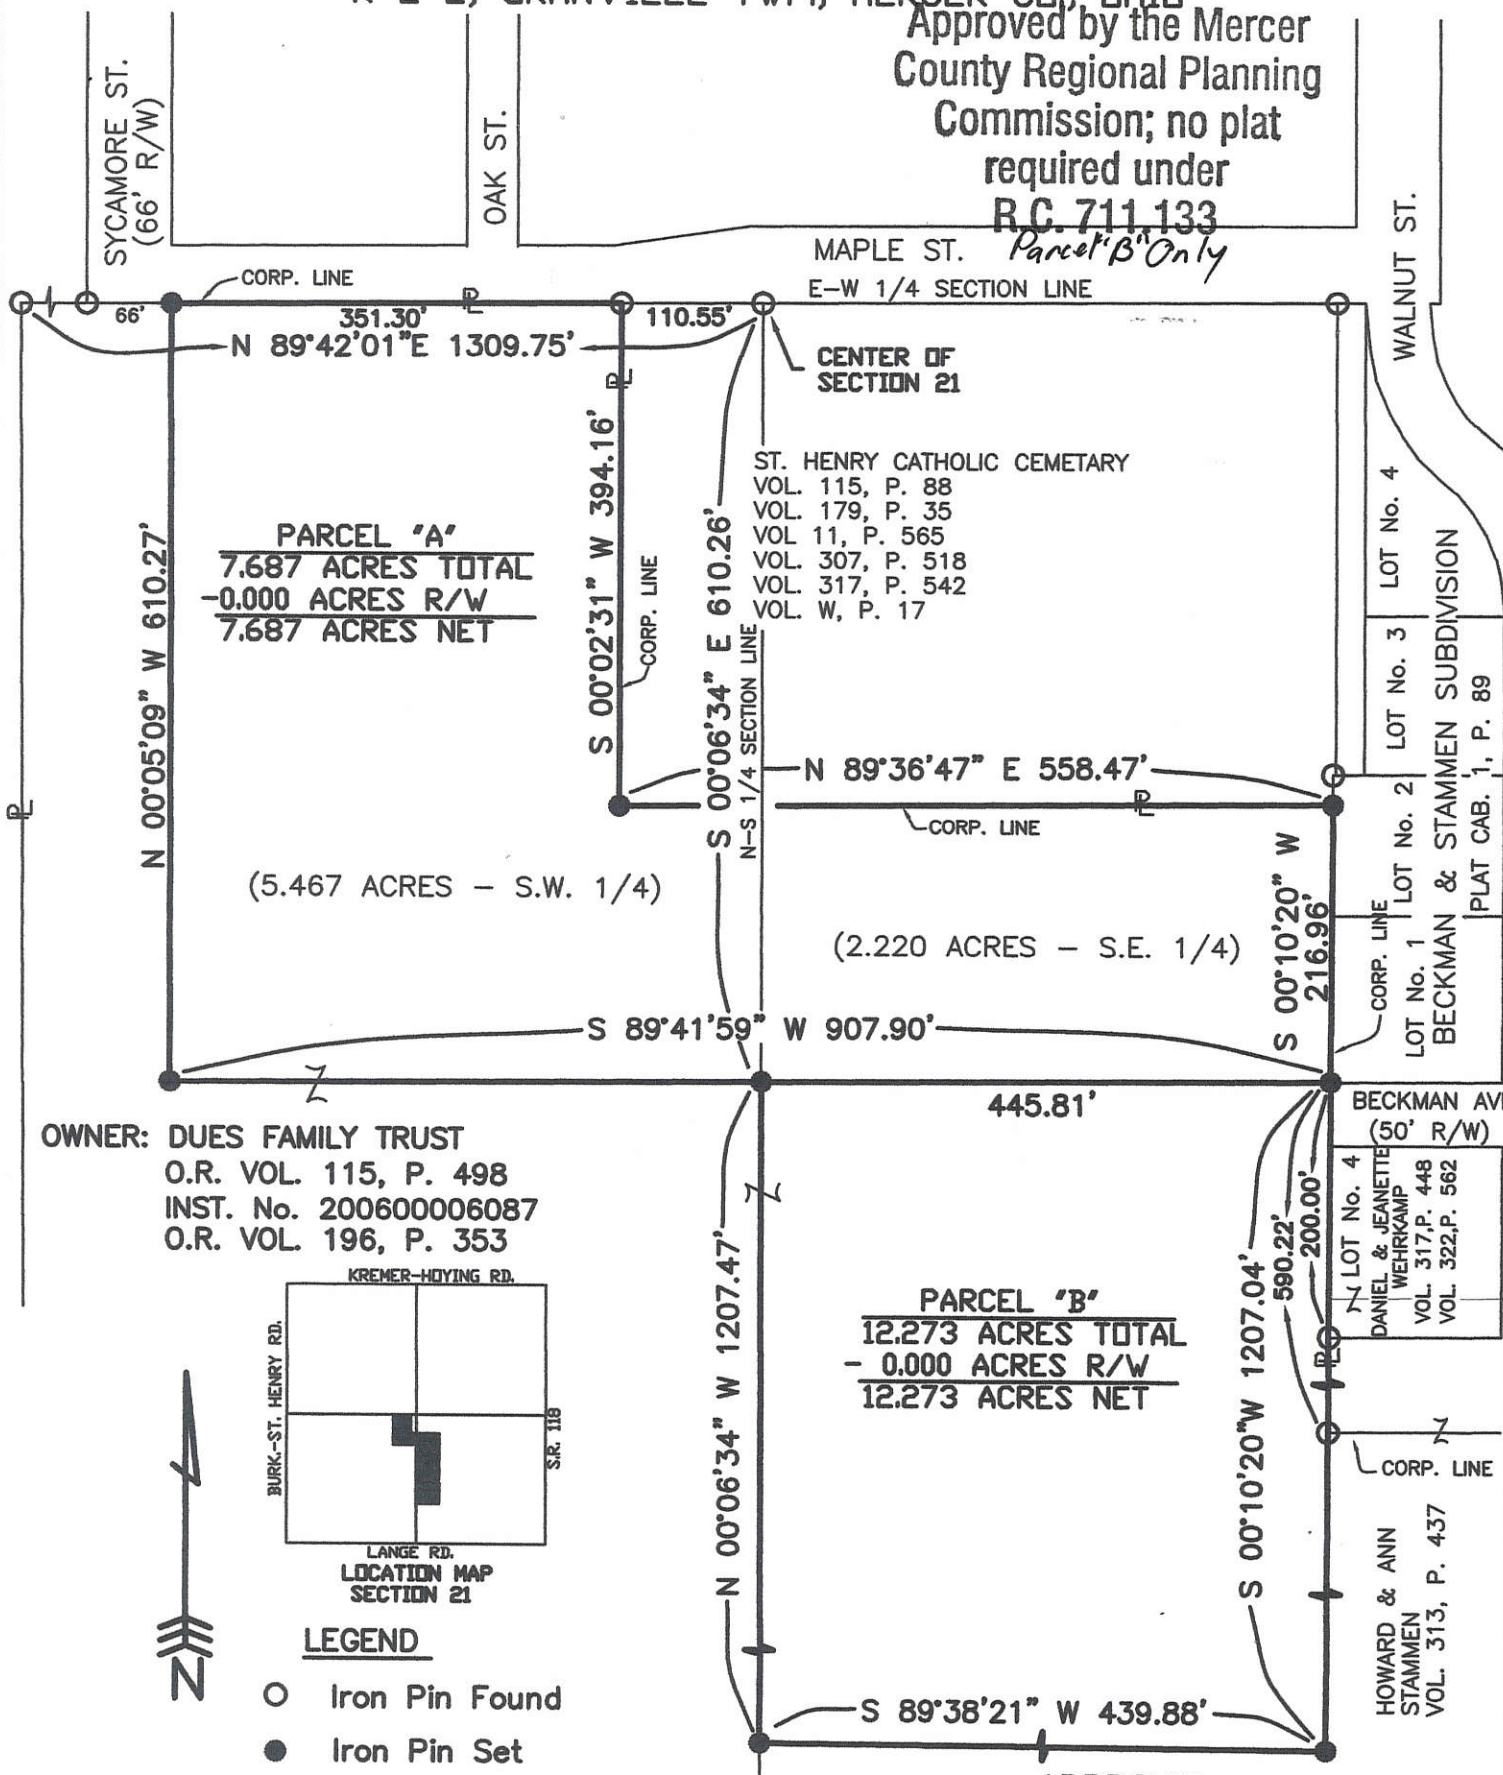 Approved by the Mercer
County Regional Planning
Commission; no plat
required under
R.C. 711.133
Parcel "B" Only
SYCAMORE ST.
(66' R/W)
OAK ST.
MAPLE ST.
WALNUT ST.
CORP. LINE
E-W 1/4 SECTION LINE
66'
351.30'
110.55'
N 89°42'01"E 1309.75'
CENTER OF
SECTION 21
ST. HENRY CATHOLIC CEMETARY
VOL. 115, P. 88
VOL. 179, P. 35
VOL 11, P. 565
VOL. 307, P. 518
VOL. 317, P. 542
VOL. W, P. 17
N 00°05'09" W 610.27'
PARCEL "A"
7.687 ACRES TOTAL
-0.000 ACRES R/W
7.687 ACRES NET
S 00°02'31" W 394.16'
CORP. LINE
S 00°06'34" E 610.26'
N-S 1/4 SECTION LINE
LOT No. 4
LOT No. 3
LOT No. 2
LOT No. 1
BECKMAN & STAMMEN SUBDIVISION
PLAT CAB. 1, P. 89
N 89°36'47" E 558.47'
CORP. LINE
(5.467 ACRES - S.W. 1/4)
(2.220 ACRES - S.E. 1/4)
S 00°10'20" W
216.96'
CORP. LINE
S 89°41'59" W 907.90'
445.81'
BECKMAN AV
(50' R/W)
OWNER: DUES FAMILY TRUST
O.R. VOL. 115, P. 498
INST. No. 200600006087
O.R. VOL. 196, P. 353
LOT No. 4
DANIEL & JEANETTE
WEHRKAMP
VOL. 317,P. 448
VOL. 322,P. 562
200.00'
590.22'
S 00°10'20"W 1207.04'
N 00°06'34" W 1207.47'
PARCEL "B"
12.273 ACRES TOTAL
- 0.000 ACRES R/W
12.273 ACRES NET
KREMER-HOYING RD.
BURK.-ST. HENRY RD.
S.R. 118
LANGE RD.
LOCATION MAP
SECTION 21
CORP. LINE
HOWARD & ANN
STAMMEN
VOL. 313, P. 437
N
LEGEND
Iron Pin Found
Iron Pin Set
S 89°38'21" W 439.88'